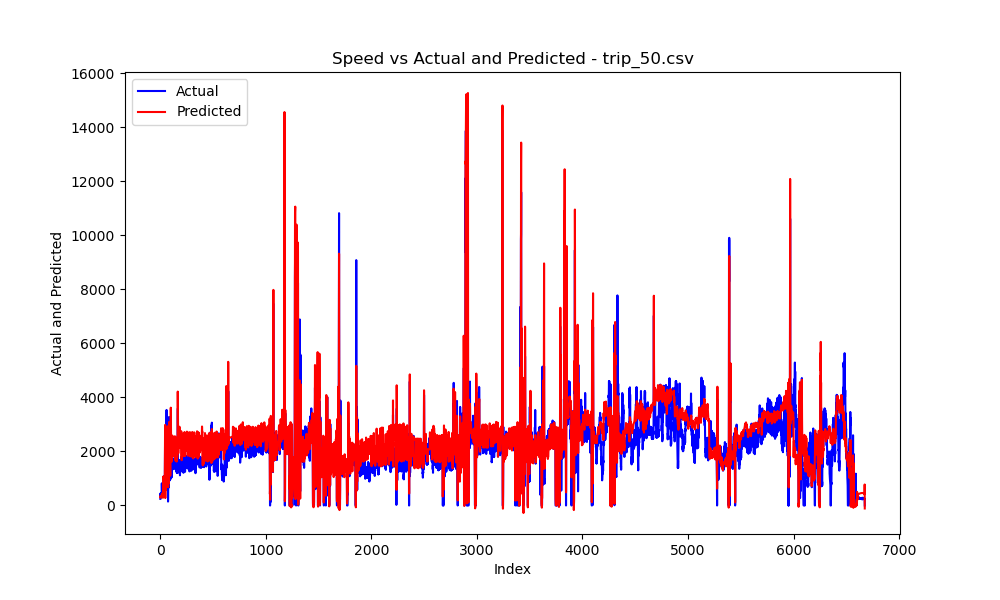 Speed vs Actual and Predicted - trip_50.csv
Actual
Predicted
16000
14000
12000
10000
8000
6000
4000
2000
0
Actual and Predicted
0 1000 2000 3000 4000 5000 6000 7000
Index